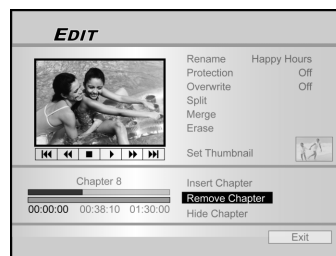 EDIT
Rename Happy Hours
Protection Off
Overwrite Off
Split
Merge
Erase
Set Thumbnail
Chapter 8
00:00:00 00:38:10 01:30:00
Insert Chapter
Remove Chapter
Hide Chapter
Exit